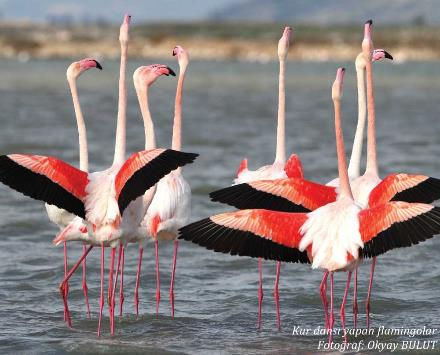 Kur dansı yapan flamingolar
Fotoğraf: Okyay BULUT